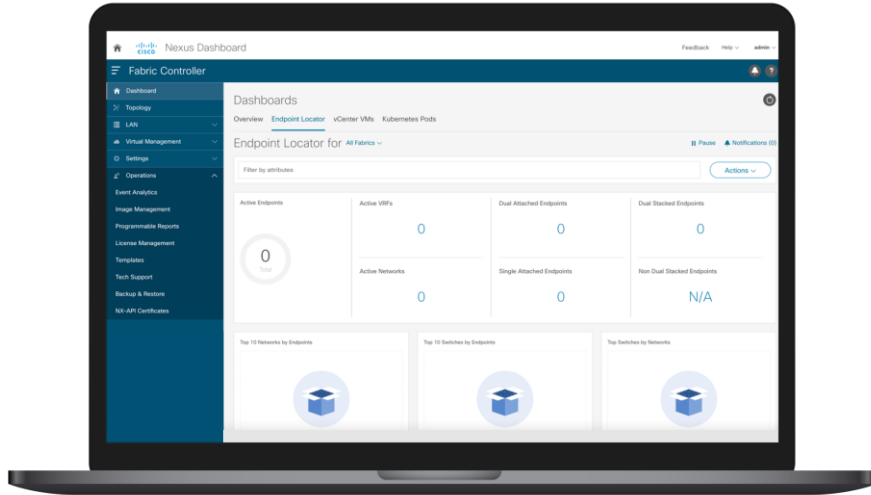 CISCO Nexus Dashboard
Feedback Help admin
Fabric Controller
?
Dashboard
Topology
LAN
Virtual Management
Settings
Operations
Event Analytics
Image Management
Programmable Reports
License Management
Templates
Tech Support
Backup & Restore
NX-API Certificates
Dashboards
Overview Endpoint Locator vCenter VMs Kubernetes Pods
Endpoint Locator for All Fabrics
Pause Notifications (0)
Filter by attributes
Actions
Active Endpoints
0
Total
Active VRFs
0
Dual Attached Endpoints
0
Dual Stacked Endpoints
0
Active Networks
0
Single Attached Endpoints
0
Non Dual Stacked Endpoints
N/A
Top 10 Networks by Endpoints
Top 10 Switches by Endpoints
Top Switches by Networks